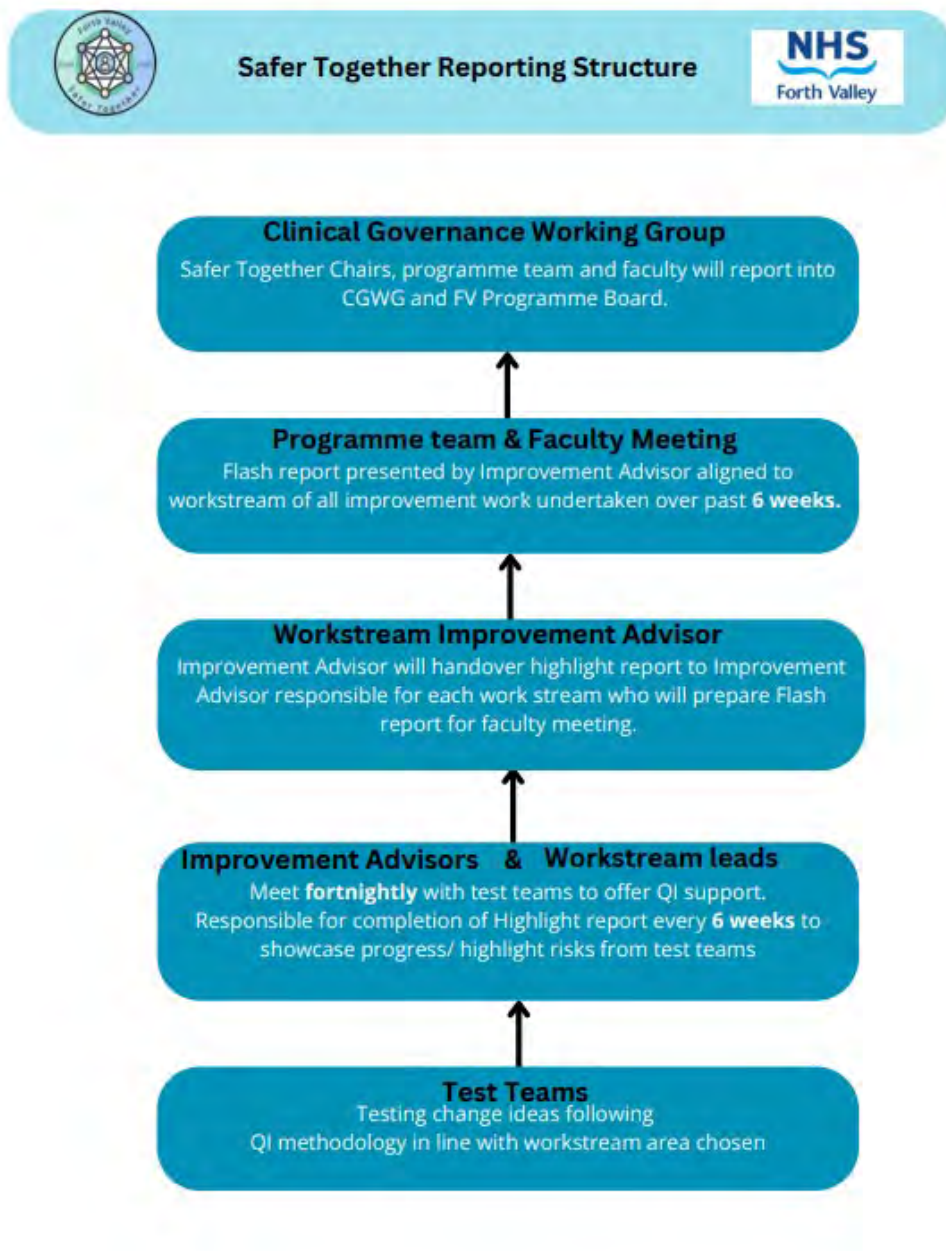 Forth Valley
Safer Together
Safer Together Reporting Structure
NHS
Forth Valley
Clinical Governance Working Group
Safer Together Chairs, programme team and faculty will report into
CGWG and FV Programme Board.
Programme team & Faculty Meeting
Flash report presented by Improvement Advisor aligned to
workstream of all improvement work undertaken over past 6 weeks.
Workstream Improvement Advisor
Improvement Advisor will handover highlight report to Improvement
Advisor responsible for each work stream who will prepare Flash
report for faculty meeting.
Improvement Advisors & Workstream leads
Meet fortnightly with test teams to offer QI support.
Responsible for completion of Highlight report every 6 weeks to
showcase progress/ highlight risks from test teams
Test Teams
Testing change ideas following
QI methodology in line with workstream area chosen